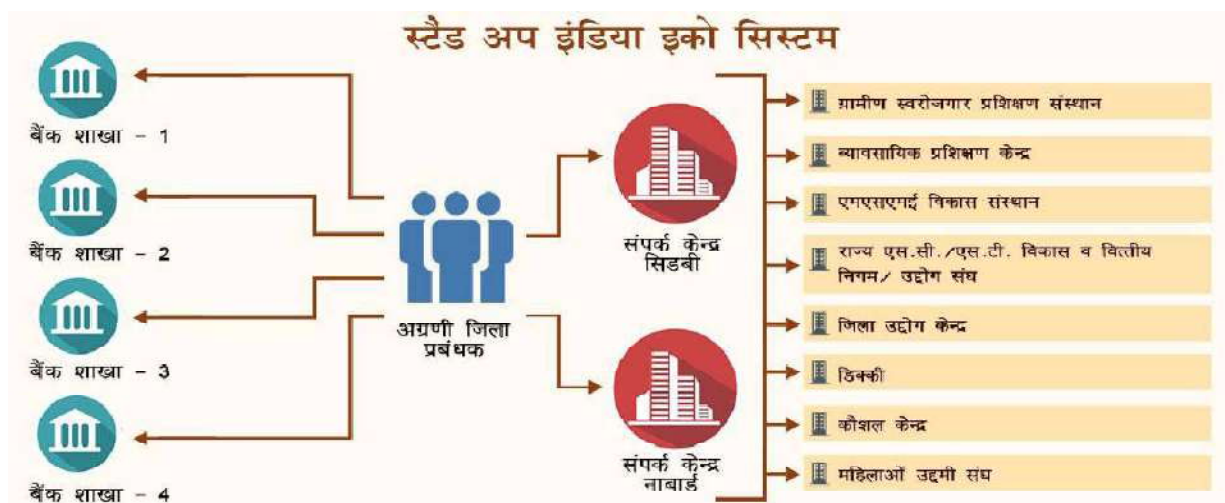 स्टैड अप इंडिया इको सिस्टम
बैंक शाखा - 1
बैंक शाखा - 2
बैंक शाखा - 3
बैंक शाखा - 4
अग्रणी जिला
प्रबंधक
संपर्क केन्द्र
सिडबी
संपर्क केन्द्र
नाबार्ड
ग्रामीण स्वरोजगार प्रशिक्षण संस्थान
ब्यावसायिक प्रशिक्षण केन्द्र
एमएसएमई विकास संस्थान
राज्य एस.सी./एस.टी. विकास व वित्तीय
निगम/ उद्दोग संघ
जिला उद्दोग केन्द्र
डिक्की
कौशल केन्द्र
महिलाओं उद्दमी संघ